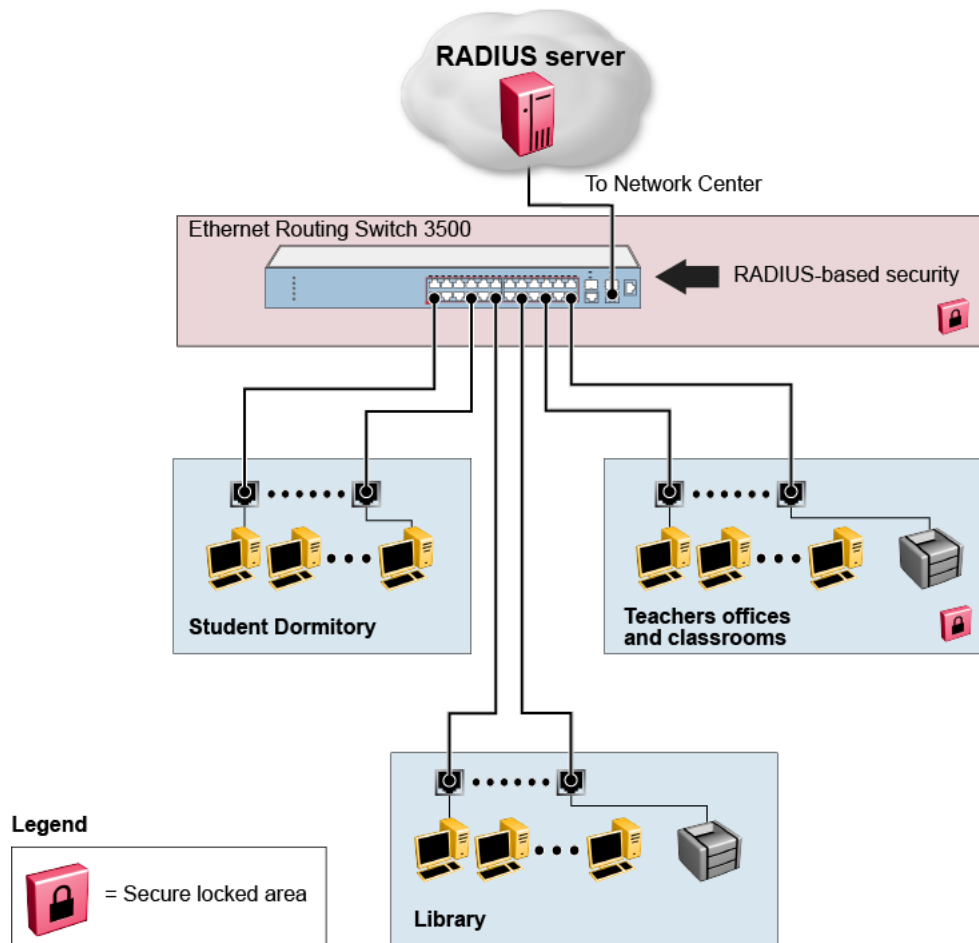 RADIUS server
To Network Center
Ethernet Routing Switch 3500
RADIUS-based security
Student Dormitory
Teachers offices
and classrooms
Library
Legend
= Secure locked area